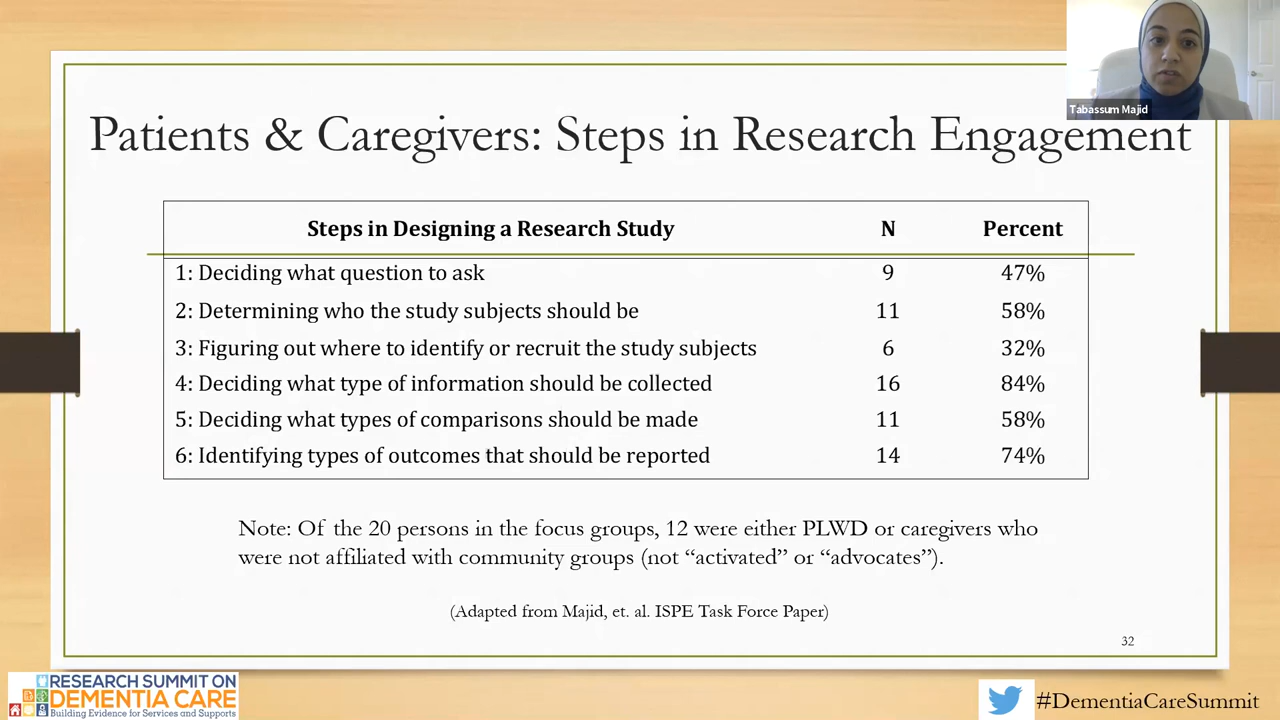 Tabassum Majid
Patients & Caregivers: Steps in Research Engagement
Steps in Designing a Research Study N Percent
1: Deciding what question to ask 9 47%
2: Determining who the study subjects should be 11 58%
3: Figuring out where to identify or recruit the study subjects 6 32%
4: Deciding what type of information should be collected 16 84%
5: Deciding what types of comparisons should be made 11 58%
6: Identifying types of outcomes that should be reported 14 74%
Note: Of the 20 persons in the focus groups, 12 were either PLWD or caregivers who
were not affiliated with community groups (not “activated” or “advocates”).
(Adapted from Majid, et. al. ISPE Task Force Paper)
32
RESEARCH SUMMIT ON
DEMENTIA CARE
Building Evidence for Services and Supports
#DementiaCareSummit